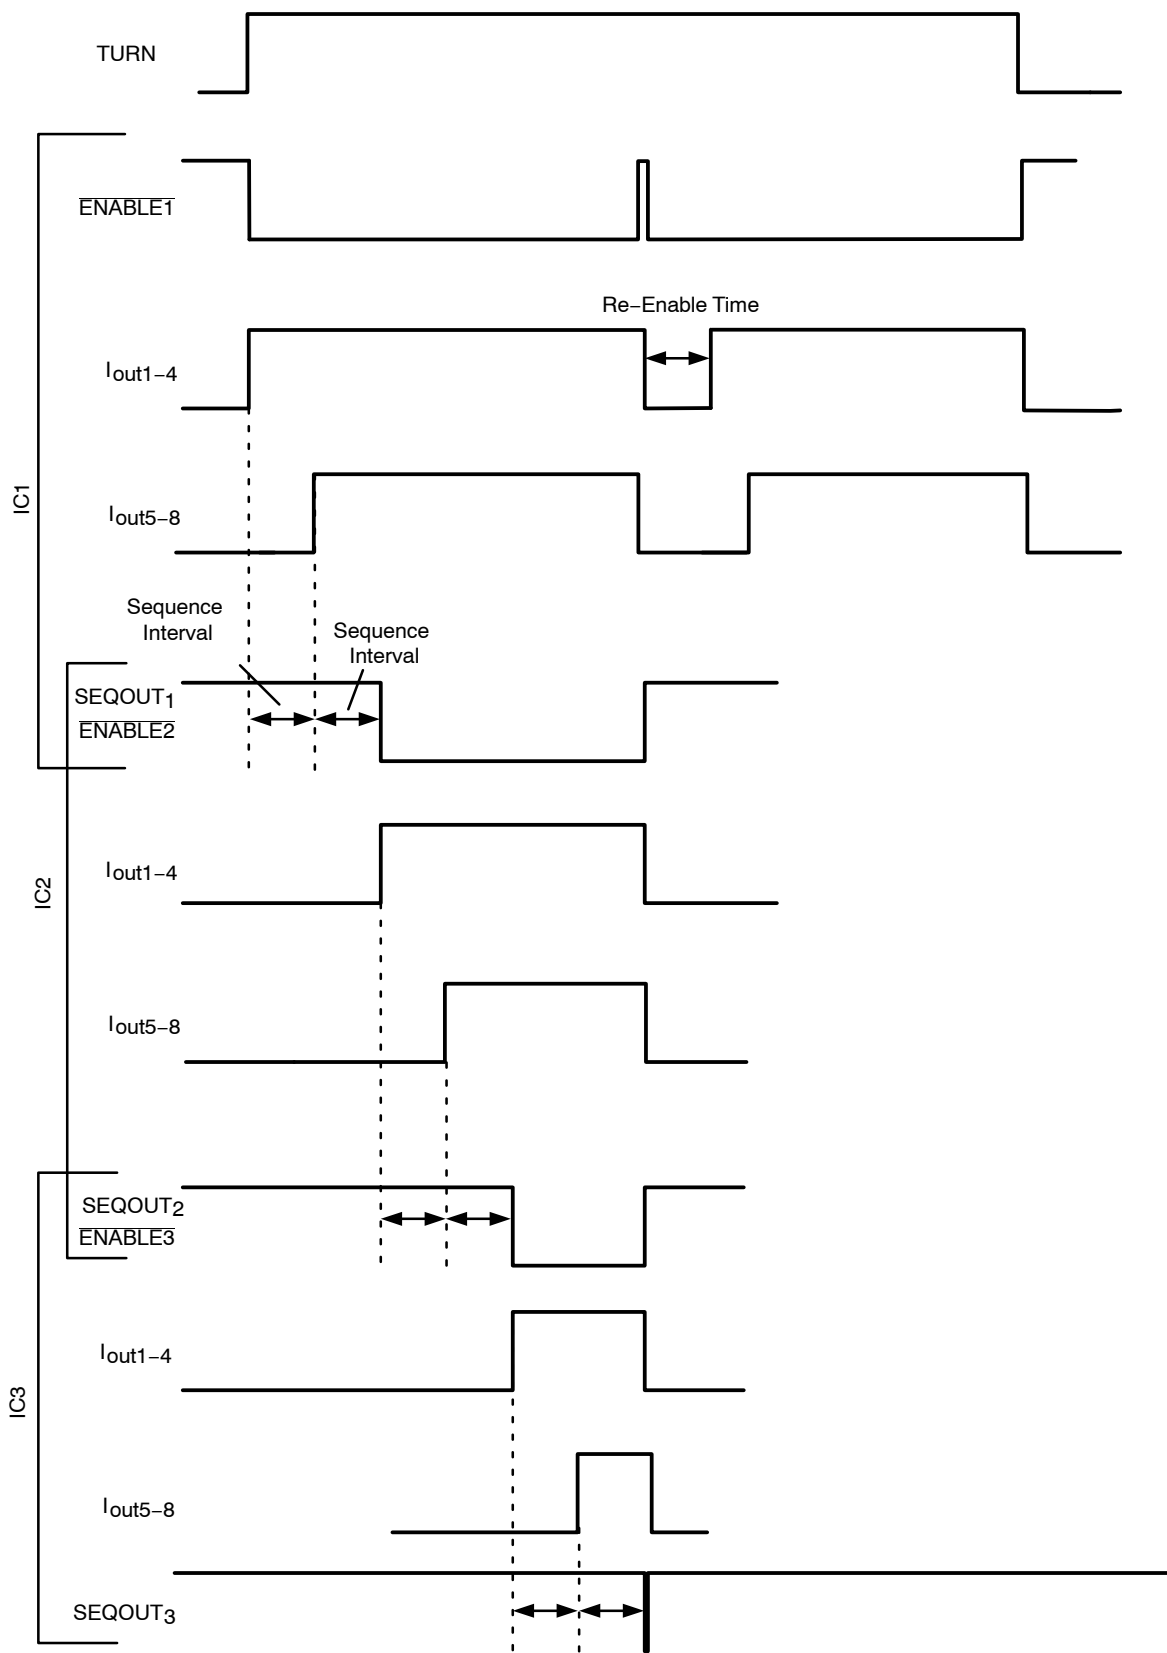 TURN
ENABLE1
Re−Enable Time
Iout1−4
IC1
Iout5−8
Sequence
Interval
Sequence
Interval
SEQOUT1
ENABLE2
Iout1−4
IC2
Iout5−8
SEQOUT2
ENABLE3
Iout1−4
IC3
Iout5−8
SEQOUT3